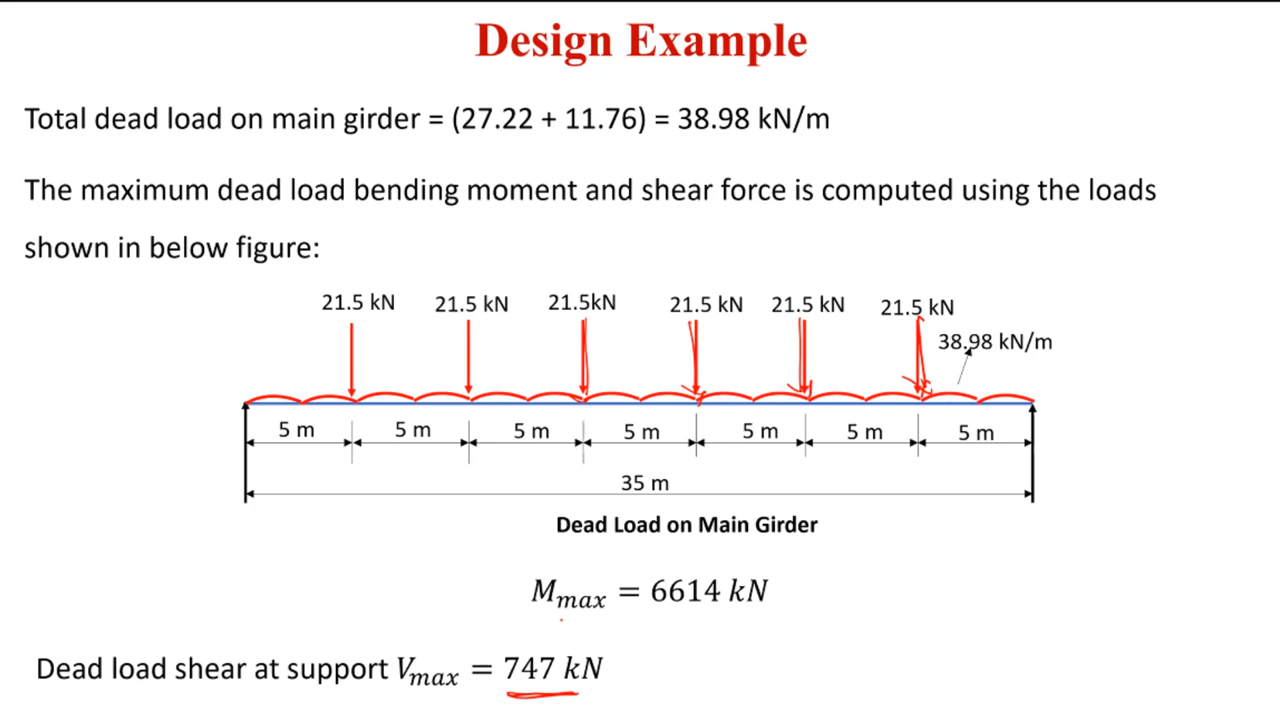 Design Example
Total dead load on main girder = (27.22 + 11.76) = 38.98 kN/m
The maximum dead load bending moment and shear force is computed using the loads
shown in below figure:
21.5 kN 21.5 kN 21.5kN 21.5 kN 21.5 kN 21.5 kN
38.98 kN/m
5 m 5 m 5 m 5 m 5 m 5 m 5 m
35 m
Dead Load on Main Girder
M_max = 6614 kN
Dead load shear at support V_max = 747 kN